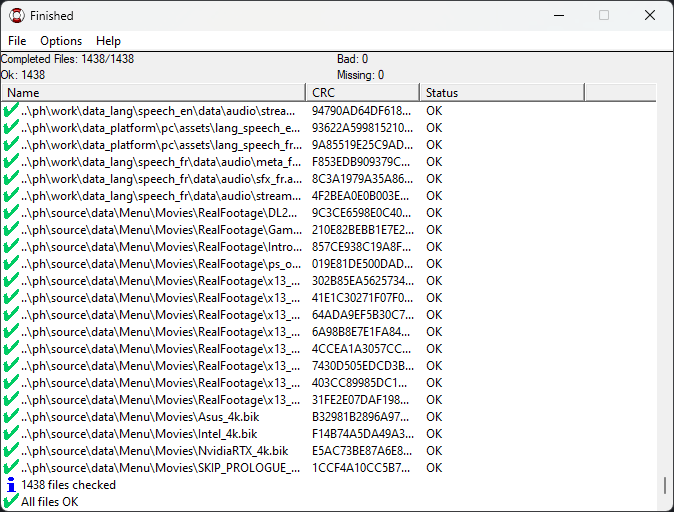 Finished
File Options Help
Completed Files: 1438/1438 Bad: 0
Ok: 1438 Missing: 0
Name CRC Status
..\ph\work\data_lang\speech_en\data\audio\strea... 94790AD64DF618... OK
..\ph\work\data_platform\pc\assets\lang_speech_e... 93622A599815210... OK
..\ph\work\data_platform\pc\assets\lang_speech_fr... 9A85519E25C9AD... OK
..\ph\work\data_lang\speech_fr\data\audio\meta_f... F853EDB909379C... OK
..\ph\work\data_lang\speech_fr\data\audio\sfx_fr.a... 8C3A1979A35A86... OK
..\ph\work\data_lang\speech_fr\data\audio\stream... 4F2BEA0E0B003E... OK
..\ph\source\data\Menu\Movies\RealFootage\DL2... 9C3CE6598E0C40... OK
..\ph\source\data\Menu\Movies\RealFootage\Gam... 210E82BEBB1E7E2... OK
..\ph\source\data\Menu\Movies\RealFootage\Intro... 857CE938C19A8F... OK
..\ph\source\data\Menu\Movies\RealFootage\ps_o... 019E81DE500DAD... OK
..\ph\source\data\Menu\Movies\RealFootage\x13_... 302B85EA5625734... OK
..\ph\source\data\Menu\Movies\RealFootage\x13_... 41E1C30271F07F0... OK
..\ph\source\data\Menu\Movies\RealFootage\x13_... 64ADA9EF5B30C7... OK
..\ph\source\data\Menu\Movies\RealFootage\x13_... 6A98B8E7E1FA84... OK
..\ph\source\data\Menu\Movies\RealFootage\x13_... 4CCEA1A3057CC... OK
..\ph\source\data\Menu\Movies\RealFootage\x13_... 7430D505EDCD3B... OK
..\ph\source\data\Menu\Movies\RealFootage\x13_... 403CC89985DC1... OK
..\ph\source\data\Menu\Movies\RealFootage\x13_... 31FE2E07DAF198... OK
..\ph\source\data\Menu\Movies\Asus_4k.bik B32981B2896A97... OK
..\ph\source\data\Menu\Movies\Intel_4k.bik F14B74A5DA49A3... OK
..\ph\source\data\Menu\Movies\NvidiaRTX_4k.bik E5AC73BE87A6E8... OK
..\ph\source\data\Menu\Movies\SKIP_PROLOGUE_... 1CCF4A10CC5B7... OK
1438 files checked
All files OK